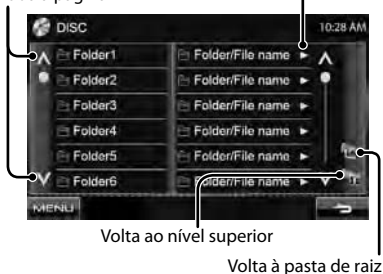 DISC 10:28 AM
Folder1 Folder/File name
Folder2 Folder/File name
Folder3 Folder/File name
Folder4 Folder/File name
Folder5 Folder/File name
Folder6 Folder/File name
MENU
Volta ao nível superior
Volta à pasta de raiz